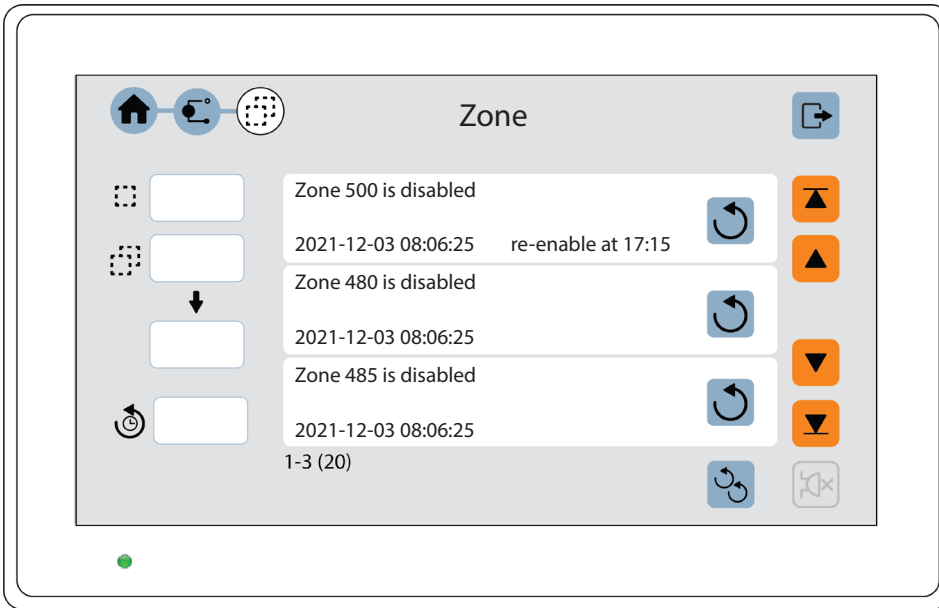 Zone
Zone 500 is disabled
2021-12-03 08:06:25 re-enable at 17:15
Zone 480 is disabled
2021-12-03 08:06:25
Zone 485 is disabled
2021-12-03 08:06:25
1-3 (20)